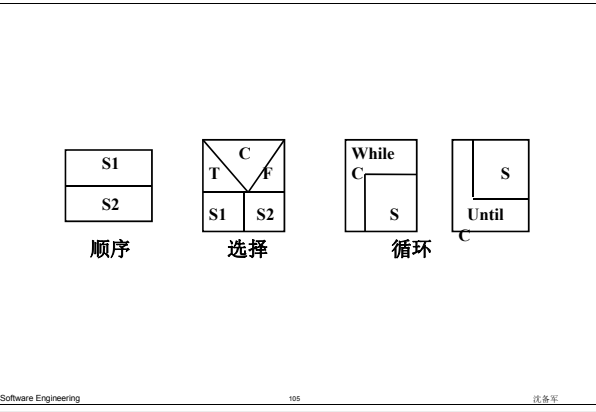 S1
S2
顺序
C
T F
S1 S2
选择
While
C
S
S
Until
C
循环
Software Engineering 105 沈备军